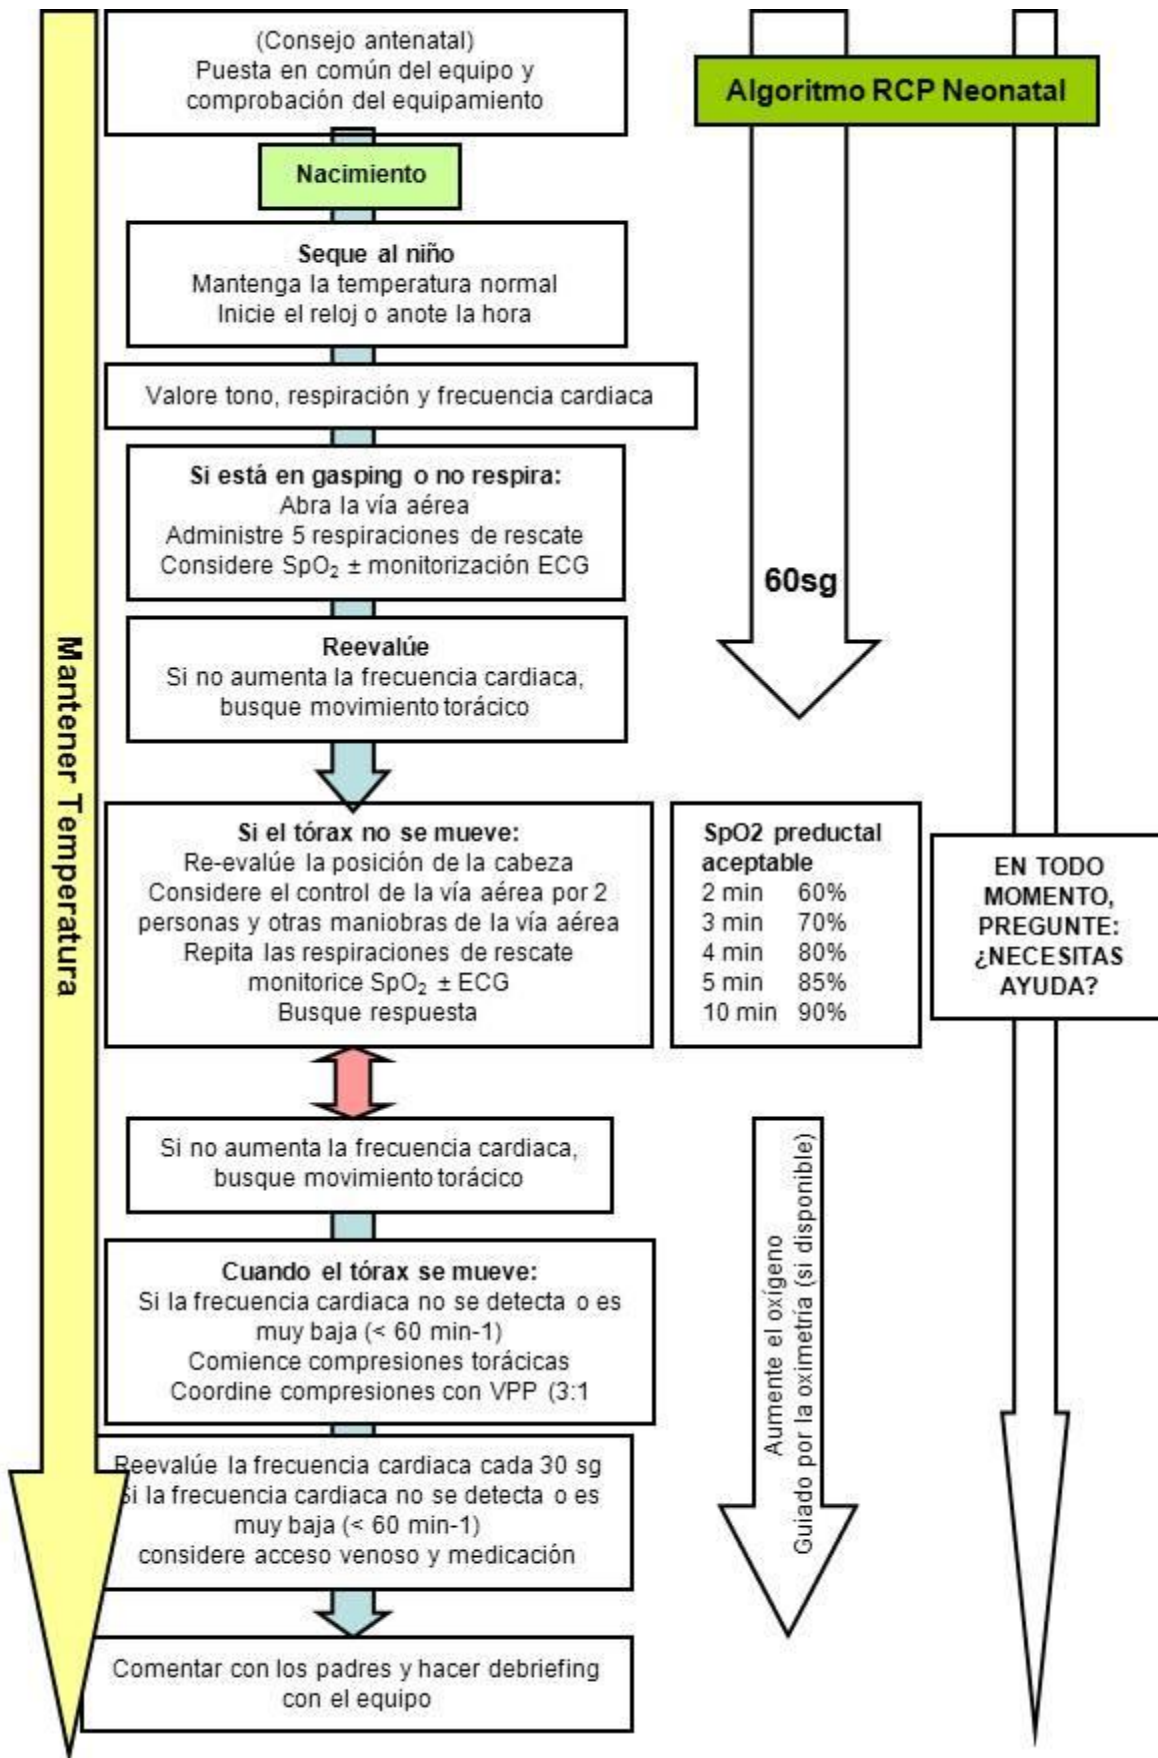 (Consejo antenatal)
Puesta en común del equipo y
comprobación del equipamiento
Algoritmo RCP Neonatal
Nacimiento
Seque al niño
Mantenga la temperatura normal
Inicie el reloj o anote la hora
Valore tono, respiración y frecuencia cardiaca
Si está en gasping o no respira:
Abra la vía aérea
Administre 5 respiraciones de rescate
Considere SpO₂ ± monitorización ECG
60sg
Reevalúe
Si no aumenta la frecuencia cardiaca,
busque movimiento torácico
Mantener Temperatura
Si el tórax no se mueve:
Re-evalúe la posición de la cabeza
Considere el control de la vía aérea por 2
personas y otras maniobras de la vía aérea
Repita las respiraciones de rescate
monitorice SpO₂ ± ECG
Busque respuesta
SpO2 preductal
aceptable
2 min 60%
3 min 70%
4 min 80%
5 min 85%
10 min 90%
EN TODO
MOMENTO,
PREGUNTE:
¿NECESITAS
AYUDA?
Si no aumenta la frecuencia cardiaca,
busque movimiento torácico
Cuando el tórax se mueve:
Si la frecuencia cardiaca no se detecta o es
muy baja (< 60 min-1)
Comience compresiones torácicas
Coordine compresiones con VPP (3:1
Aumente el oxígeno
Guiado por la oximetría (si disponible)
Reevalúe la frecuencia cardiaca cada 30 sg
Si la frecuencia cardiaca no se detecta o es
muy baja (< 60 min-1)
considere acceso venoso y medicación
Comentar con los padres y hacer debriefing
con el equipo